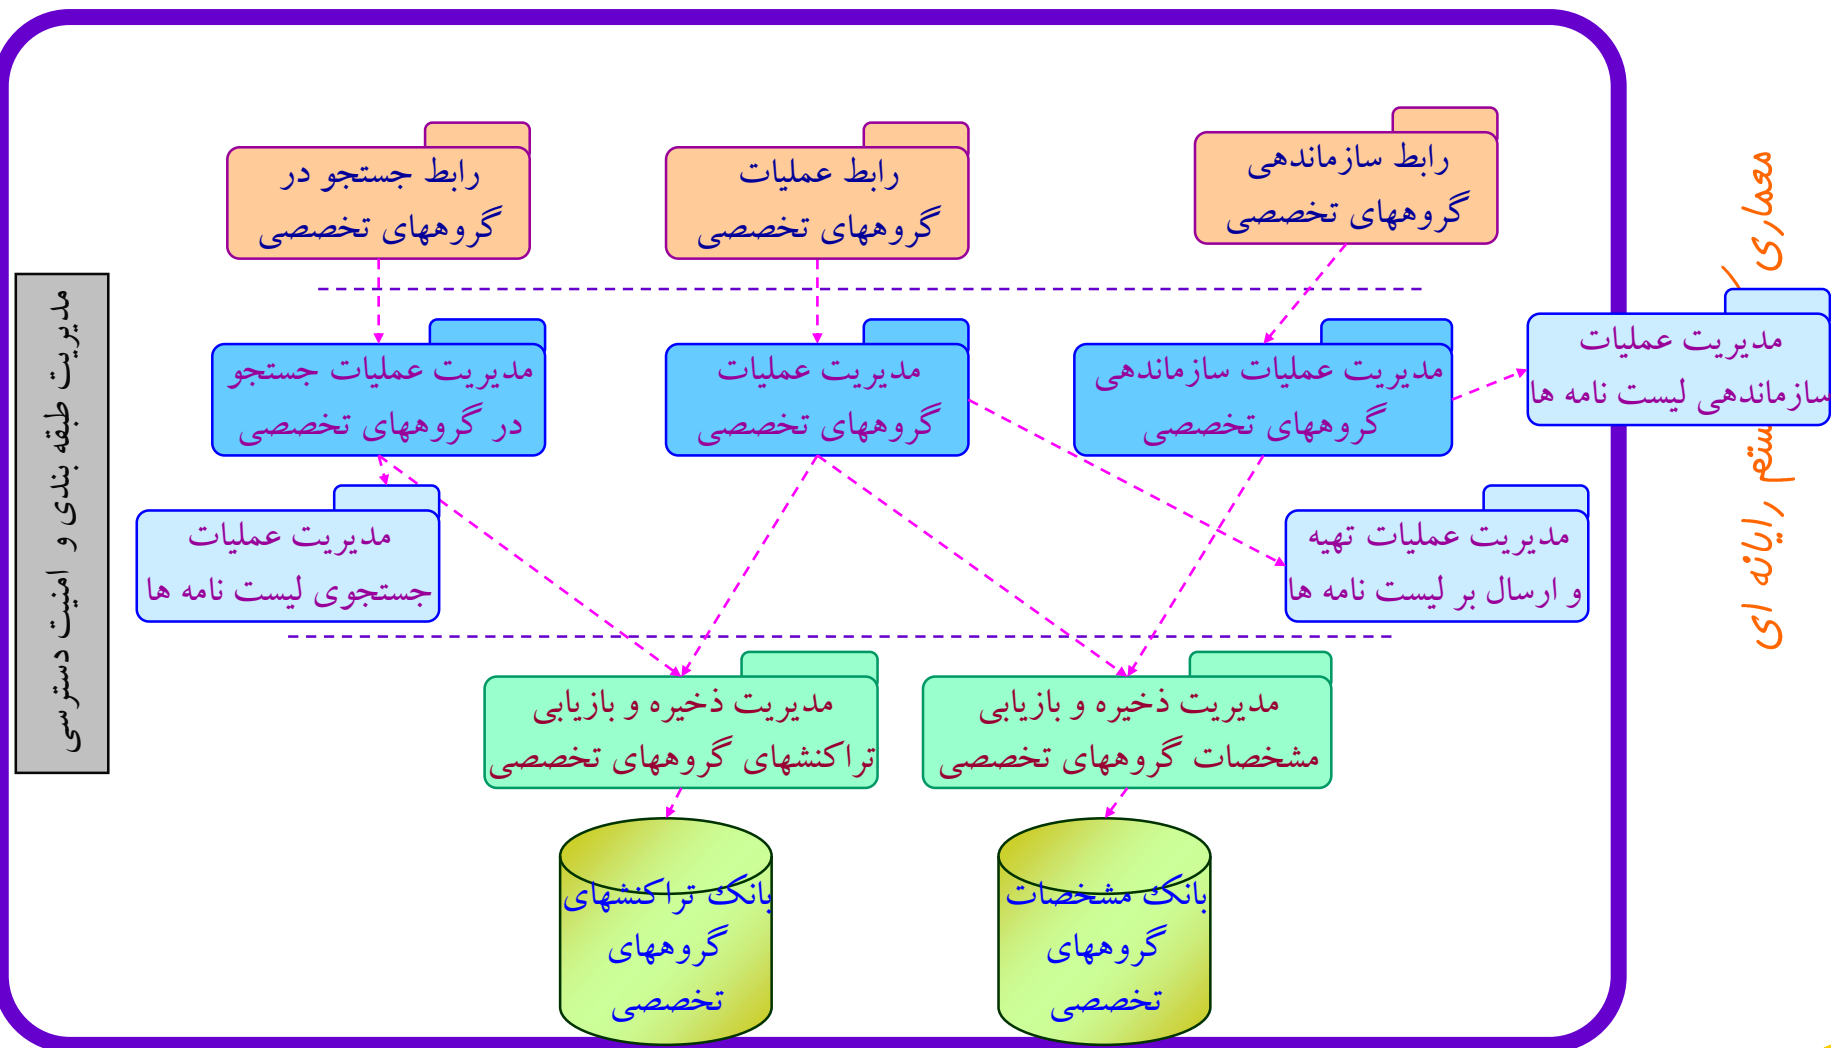 معماری
ستم رایانه ای
رابط سازماندهی
گروههای تخصصی
رابط عملیات
گروههای تخصصی
رابط جستجو در
گروههای تخصصی
مدیریت عملیات
سازماندهی لیست نامه ها
مدیریت عملیات سازماندهی
گروههای تخصصی
مدیریت عملیات
گروههای تخصصی
مدیریت عملیات جستجو
در گروههای تخصصی
مدیریت عملیات تهیه
و ارسال بر لیست نامه ها
مدیریت عملیات
جستجوی لیست نامه ها
مدیریت ذخیره و بازیابی
مشخصات گروههای تخصصی
مدیریت ذخیره و بازیابی
تراکنشهای گروههای تخصصی
بانک مشخصات
گروههای
تخصصی
بانک تراکنشهای
گروههای
تخصصی
مدیریت طبقه بندی و امنیت دسترسی